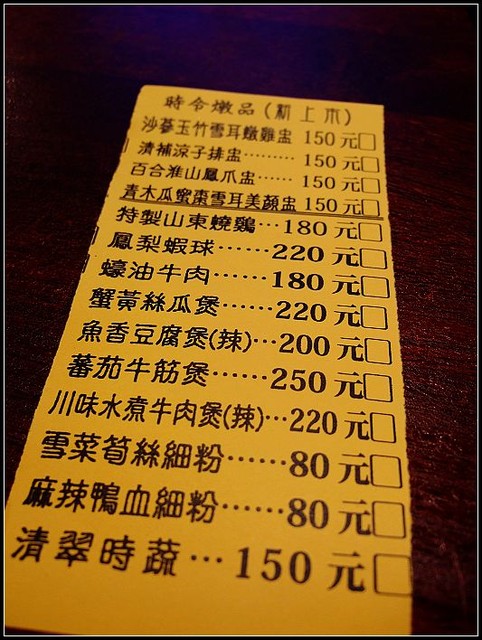 時令燉品(新上市)
沙蔘玉竹雪耳燉雞盅 150元
清補涼子排盅………150元
百合淮山鳳爪盅……150元
青木瓜蜜棗雪耳美顏盅 150元
特製山東蟯鷄…180元
鳳梨蝦球……220元
蠔油牛肉……180元
蟹黃絲瓜煲……220元
魚香豆腐煲(辣)…200元
蕃茄牛筋煲……250元
川味水煮牛肉煲(辣)…220元
雪菜筍絲細粉……80元
麻辣鴨血細粉……80元
清翠時蔬…150元